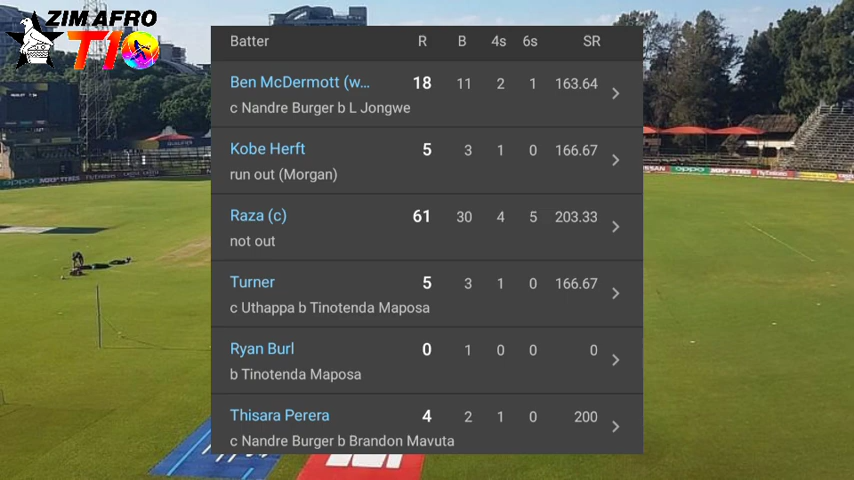 ZIM AFRO
T10
Batter R B 4s 6s SR
Ben McDermott (w... 18 11 2 1 163.64
c Nandre Burger b L Jongwe
Kobe Herft 5 3 1 0 166.67
run out (Morgan)
Raza (c) 61 30 4 5 203.33
not out
Turner 5 3 1 0 166.67
c Uthappa b Tinotenda Maposa
Ryan Burl 0 1 0 0 0
b Tinotenda Maposa
Thisara Perera 4 2 1 0 200
c Nandre Burger b Brandon Mavuta
oppo
oppo